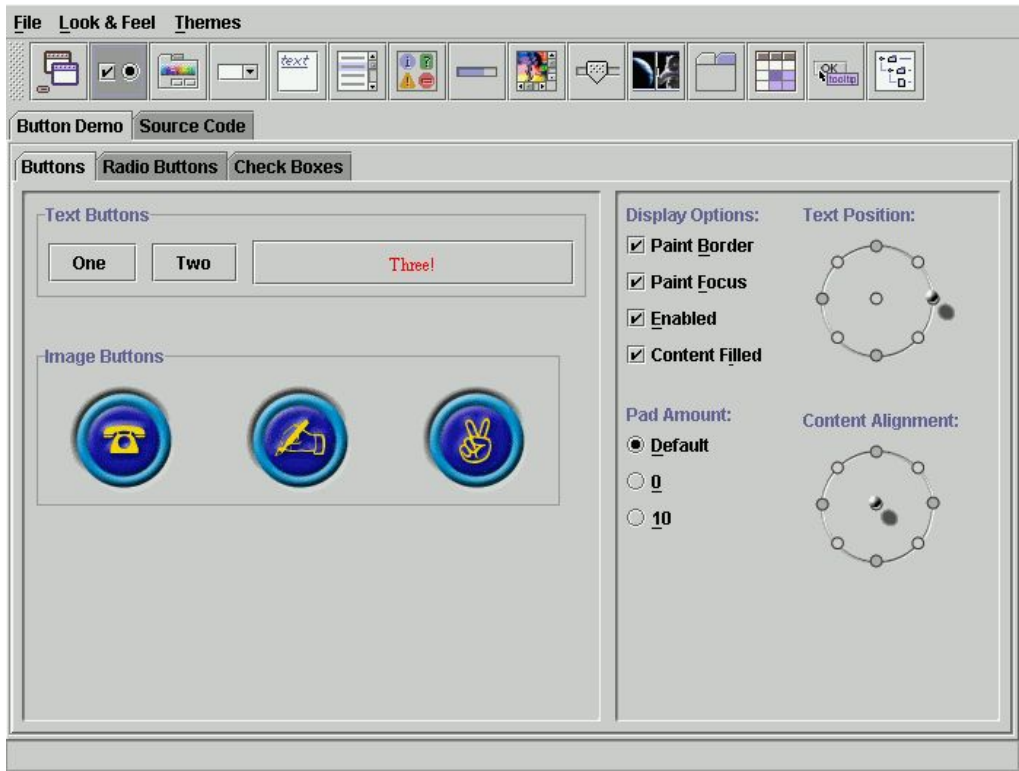 File Look & Feel Themes
text
OK
tooltip
Button Demo Source Code
Buttons Radio Buttons Check Boxes
Text Buttons
One Two Three!
Image Buttons
Display Options:
Paint Border
Paint Focus
Enabled
Content Filled
Text Position:
Pad Amount:
Default
0
10
Content Alignment: